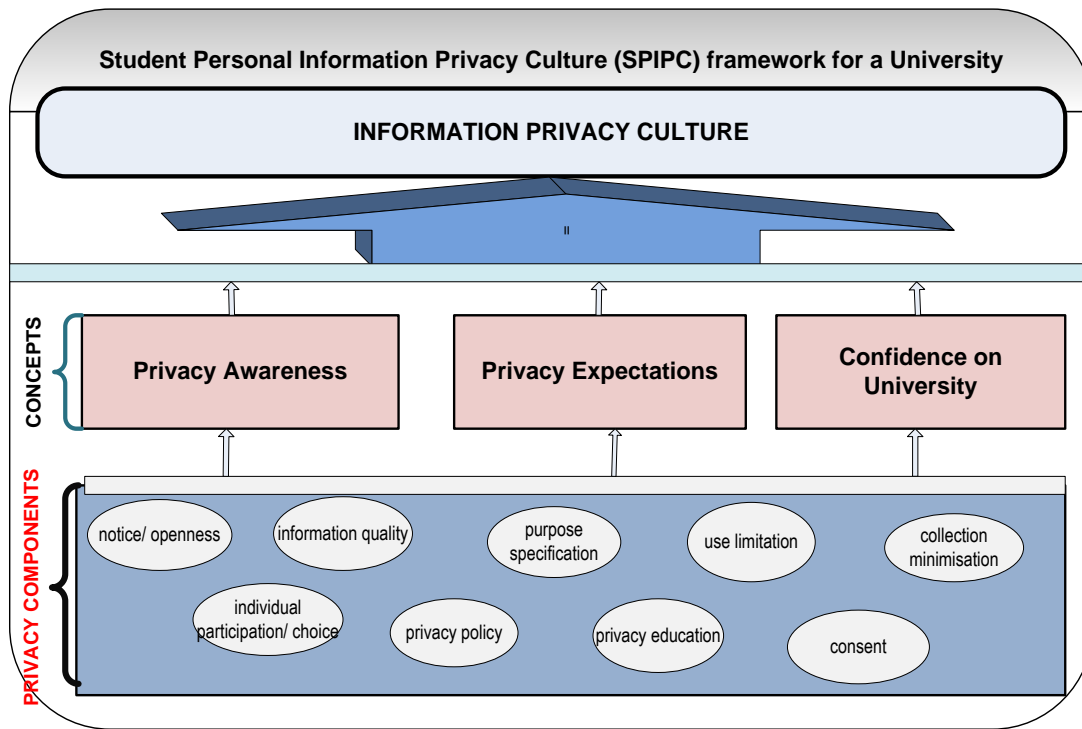 Student Personal Information Privacy Culture (SPIPC) framework for a University
INFORMATION PRIVACY CULTURE
II
CONCEPTS
Privacy Awareness
Privacy Expectations
Confidence on
University
PRIVACY COMPONENTS
notice/ openness
information quality
purpose
specification
use limitation
collection
minimisation
individual
participation/ choice
privacy policy
privacy education
consent